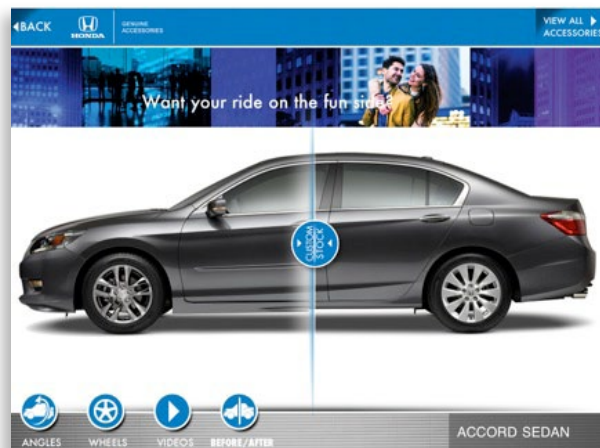 BACK
HONDA
GENUINE
ACCESSORIES
VIEW ALL
ACCESSORIES
Want your ride on the fun side?
CUSTOM
STOCK
ANGLES
WHEELS
VIDEOS
BEFORE/AFTER
ACCORD SEDAN